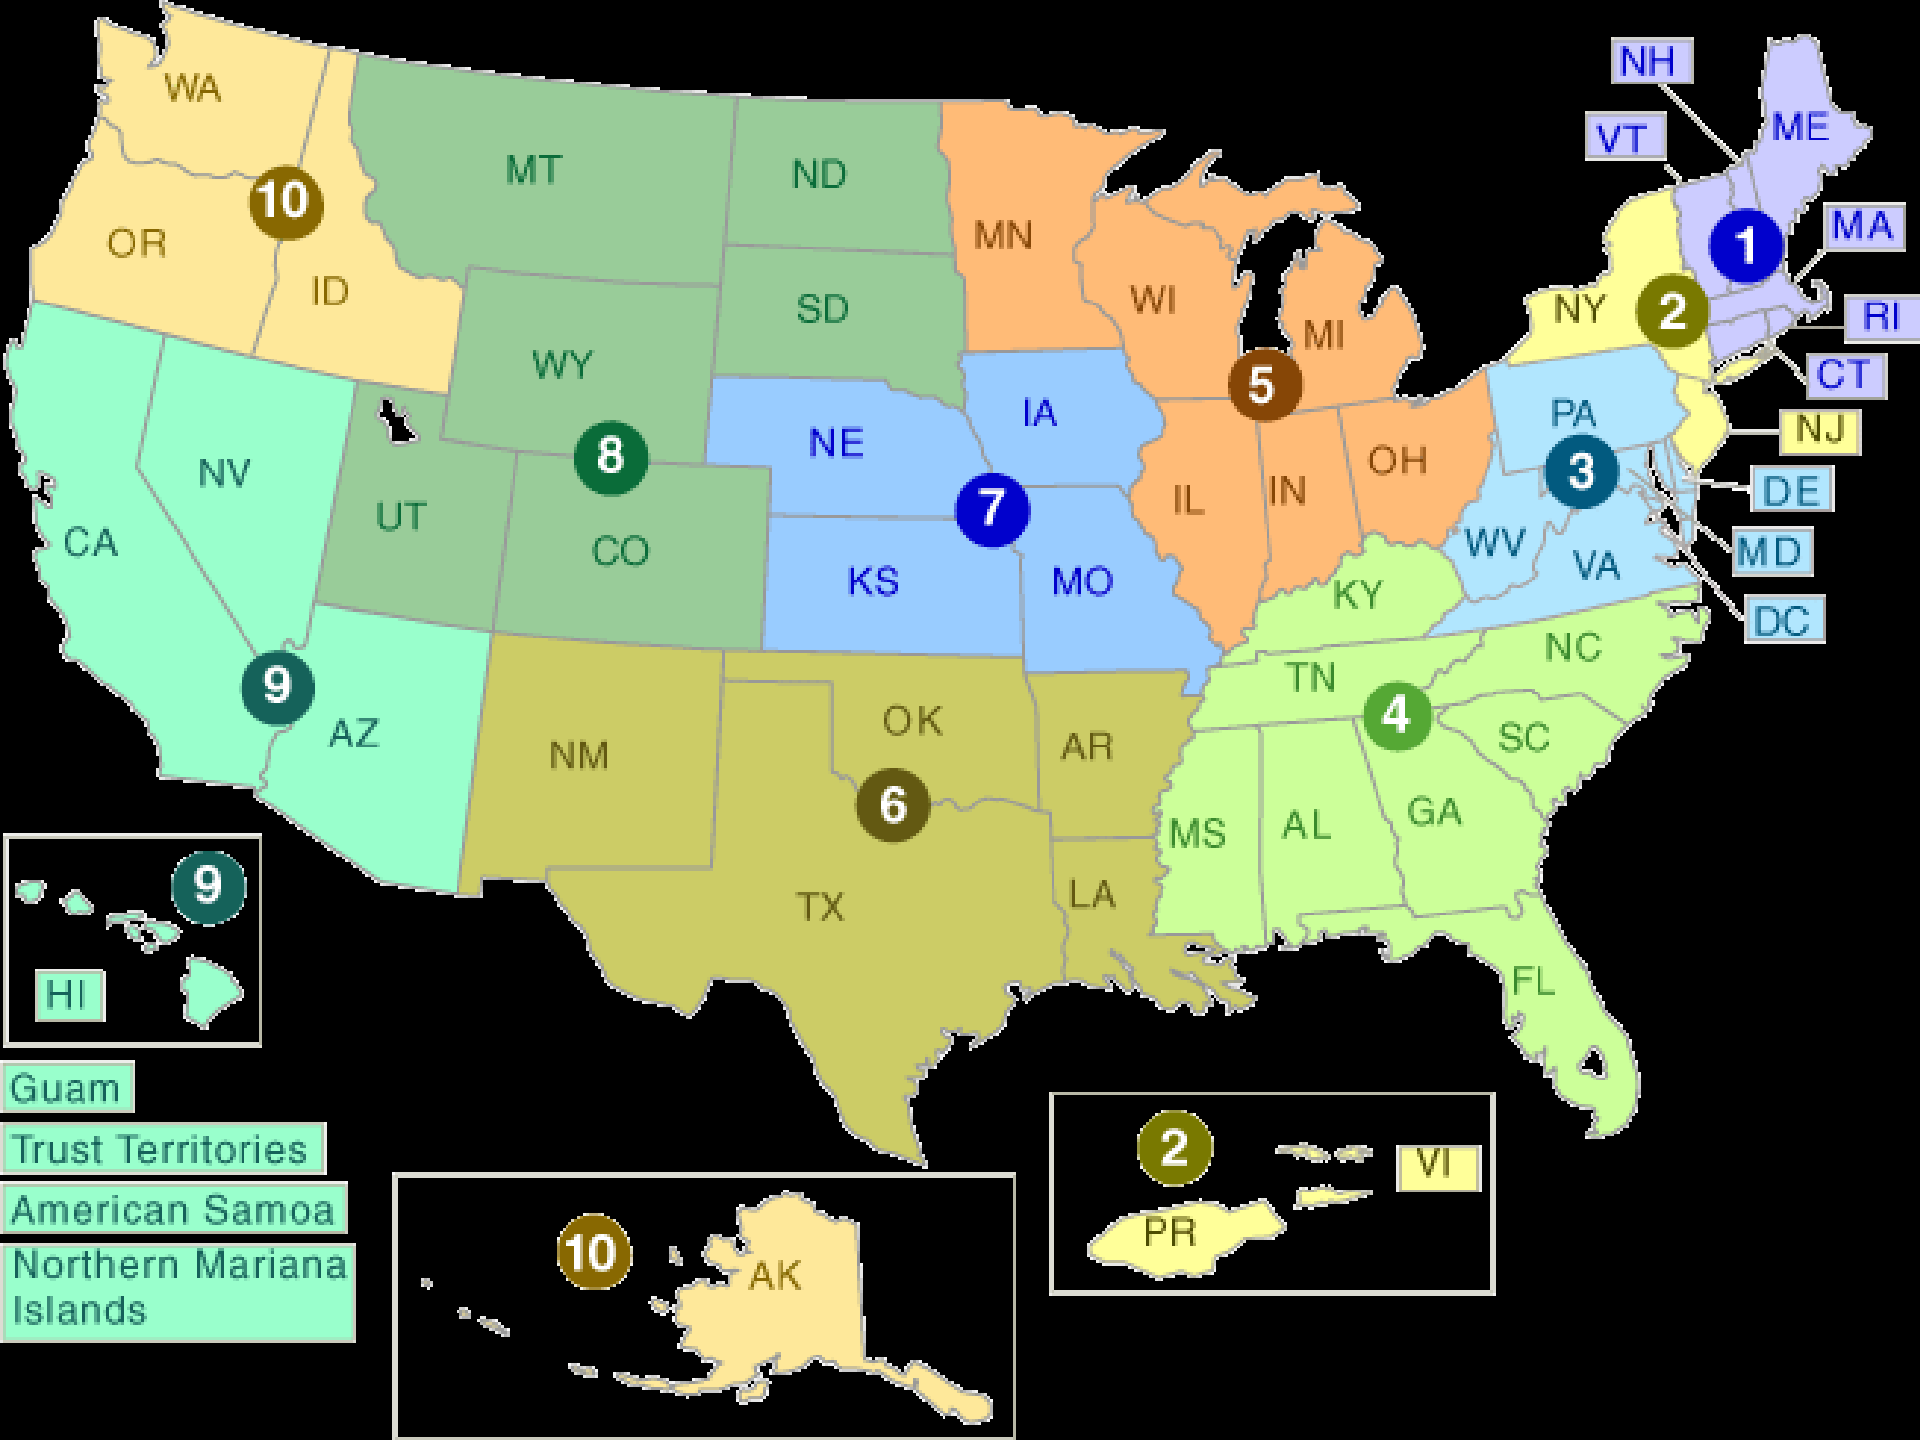 NH
WA
ME
VT
MT
ND
10
MN
MA
OR
1
ID
WI
NY
2
RI
SD
MI
WY
5
CT
IA
PA
NJ
NE
8
OH
3
NV
IL
IN
DE
7
UT
CA
CO
WV
MD
KS
MO
VA
KY
DC
NC
TN
9
4
OK
AZ
NM
AR
SC
6
GA
MS
AL
9
LA
TX
FL
HI
Guam
Trust Territories
2
VI
American Samoa
PR
10
Northern Mariana
Islands
AK